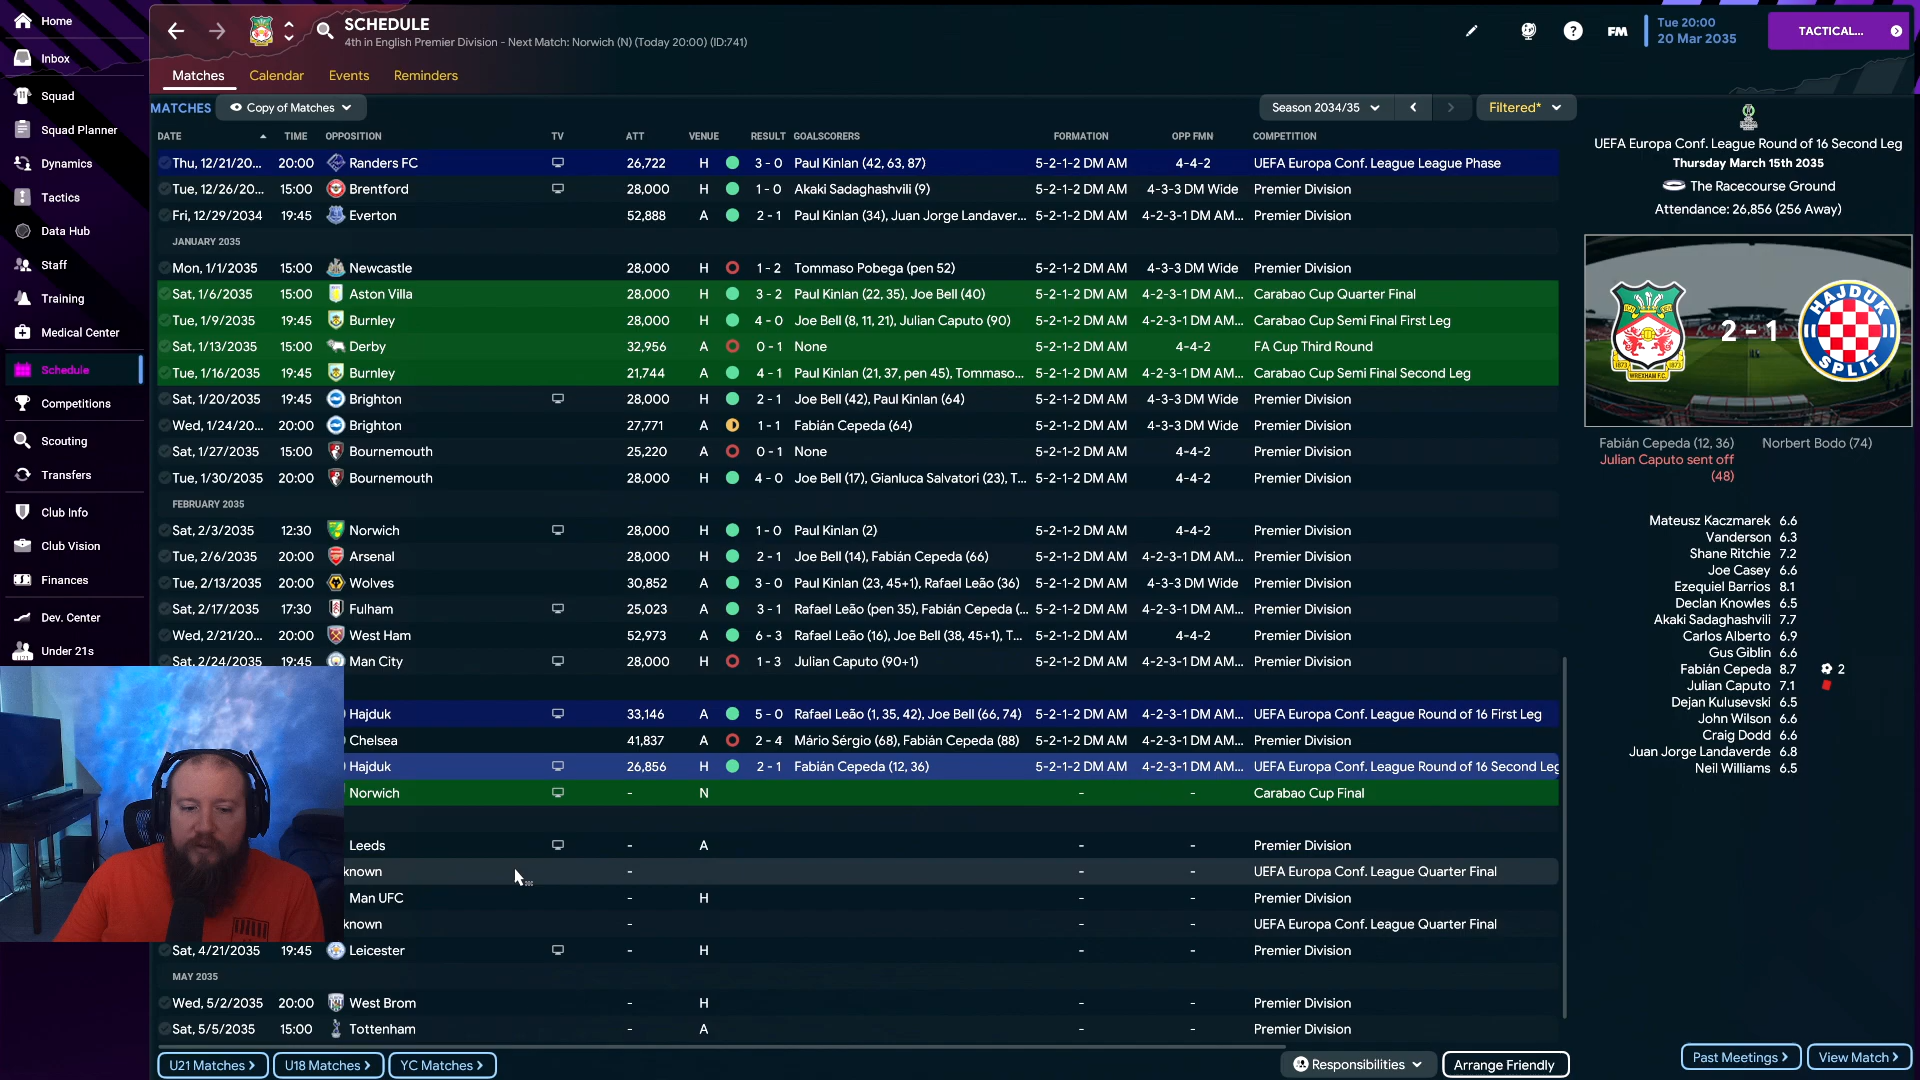 Home
SCHEDULE
4th in English Premier Division - Next Match: Norwich (N) (Today 20:00) (ID:741)
FM
Tue 20:00
20 Mar 2035
TACTICAL...
Inbox
Squad
Squad Planner
Dynamics
Tactics
Data Hub
Staff
Training
Medical Center
Schedule
Competitions
Scouting
Transfers
Club Info
Club Vision
Finances
Dev. Center
Under 21s
Matches Calendar Events Reminders
MATCHES Copy of Matches Season 2034/35 Filtered*
DATE TIME OPPOSITION TV ATT VENUE RESULT GOALSCORERS FORMATION OPP FMN COMPETITION
Thu, 12/21/20... 20:00 Randers FC 26,722 H 3 - 0 Paul Kinlan (42, 63, 87) 5-2-1-2 DM AM 4-4-2 UEFA Europa Conf. League League Phase
Tue, 12/26/20... 15:00 Brentford 28,000 H 1 - 0 Akaki Sadaghashvili (9) 5-2-1-2 DM AM 4-3-3 DM Wide Premier Division
Fri, 12/29/2034 19:45 Everton 52,888 A 2 - 1 Paul Kinlan (34), Juan Jorge Landaver... 5-2-1-2 DM AM 4-2-3-1 DM AM... Premier Division
JANUARY 2035
Mon, 1/1/2035 15:00 Newcastle 28,000 H 1 - 2 Tommaso Pobega (pen 52) 5-2-1-2 DM AM 4-3-3 DM Wide Premier Division
Sat, 1/6/2035 15:00 Aston Villa 28,000 H 3 - 2 Paul Kinlan (22, 35), Joe Bell (40) 5-2-1-2 DM AM 4-2-3-1 DM AM... Carabao Cup Quarter Final
Tue, 1/9/2035 19:45 Burnley 28,000 H 4 - 0 Joe Bell (8, 11, 21), Julian Caputo (90) 5-2-1-2 DM AM 4-2-3-1 DM AM... Carabao Cup Semi Final First Leg
Sat, 1/13/2035 15:00 Derby 32,956 A 0 - 1 None 5-2-1-2 DM AM 4-4-2 FA Cup Third Round
Tue, 1/16/2035 19:45 Burnley 21,744 A 4 - 1 Paul Kinlan (21, 37, pen 45), Tommaso... 5-2-1-2 DM AM 4-2-3-1 DM AM... Carabao Cup Semi Final Second Leg
Sat, 1/20/2035 19:45 Brighton 28,000 H 2 - 1 Joe Bell (42), Paul Kinlan (64) 5-2-1-2 DM AM 4-3-3 DM Wide Premier Division
Wed, 1/24/20... 20:00 Brighton 27,771 A 1 - 1 Fabián Cepeda (64) 5-2-1-2 DM AM 4-3-3 DM Wide Premier Division
Sat, 1/27/2035 15:00 Bournemouth 25,220 A 0 - 1 None 5-2-1-2 DM AM 4-4-2 Premier Division
Tue, 1/30/2035 20:00 Bournemouth 28,000 H 4 - 0 Joe Bell (17), Gianluca Salvatori (23), T... 5-2-1-2 DM AM 4-4-2 Premier Division
FEBRUARY 2035
Sat, 2/3/2035 12:30 Norwich 28,000 H 1 - 0 Paul Kinlan (2) 5-2-1-2 DM AM 4-4-2 Premier Division
Tue, 2/6/2035 20:00 Arsenal 28,000 H 2 - 1 Joe Bell (14), Fabián Cepeda (66) 5-2-1-2 DM AM 4-2-3-1 DM AM... Premier Division
Tue, 2/13/2035 20:00 Wolves 30,852 A 3 - 0 Paul Kinlan (23, 45+1), Rafael Leão (36) 5-2-1-2 DM AM 4-3-3 DM Wide Premier Division
Sat, 2/17/2035 17:30 Fulham 25,023 A 3 - 1 Rafael Leão (pen 35), Fabián Cepeda (... 5-2-1-2 DM AM 4-2-3-1 DM AM... Premier Division
Wed, 2/21/20... 20:00 West Ham 52,973 A 6 - 3 Rafael Leão (16), Joe Bell (38, 45+1), T... 5-2-1-2 DM AM 4-4-2 Premier Division
Sat, 2/24/2035 19:45 Man City 28,000 H 1 - 3 Julian Caputo (90+1) 5-2-1-2 DM AM 4-2-3-1 DM AM... Premier Division
Hajduk 33,146 A 5 - 0 Rafael Leão (1, 35, 42), Joe Bell (66, 74) 5-2-1-2 DM AM 4-2-3-1 DM AM... UEFA Europa Conf. League Round of 16 First Leg
Chelsea 41,837 A 2 - 4 Mário Sérgio (68), Fabián Cepeda (88) 5-2-1-2 DM AM 4-2-3-1 DM AM... Premier Division
Hajduk 26,856 H 2 - 1 Fabián Cepeda (12, 36) 5-2-1-2 DM AM 4-2-3-1 DM AM... UEFA Europa Conf. League Round of 16 Second Leg
Norwich - N - - Carabao Cup Final
Leeds - A - - Premier Division
known - - - UEFA Europa Conf. League Quarter Final
Man UFC - H - - Premier Division
known - - - UEFA Europa Conf. League Quarter Final
Sat, 4/21/2035 19:45 Leicester - H - - Premier Division
MAY 2035
Wed, 5/2/2035 20:00 West Brom - H - - Premier Division
Sat, 5/5/2035 15:00 Tottenham - A - - Premier Division
U21 Matches > U18 Matches > YC Matches >
Responsibilities Arrange Friendly
UEFA Europa Conf. League Round of 16 Second Leg
Thursday March 15th 2035
The Racecourse Ground
Attendance: 26,856 (256 Away)
WREXHAM F.C.
2 - 1
HAJDUK
SPLIT
Fabián Cepeda (12, 36) Norbert Bodo (74)
Julian Caputo sent off
(48)
Mateusz Kaczmarek 6.6
Vanderson 6.3
Shane Ritchie 7.2
Joe Casey 6.6
Ezequiel Barrios 8.1
Declan Knowles 6.5
Akaki Sadaghashvili 7.7
Carlos Alberto 6.9
Gus Giblin 6.6
Fabián Cepeda 8.7 2
Julian Caputo 7.1
Dejan Kulusevski 6.5
John Wilson 6.6
Craig Dodd 6.6
Juan Jorge Landaverde 6.8
Neil Williams 6.5
Past Meetings > View Match >